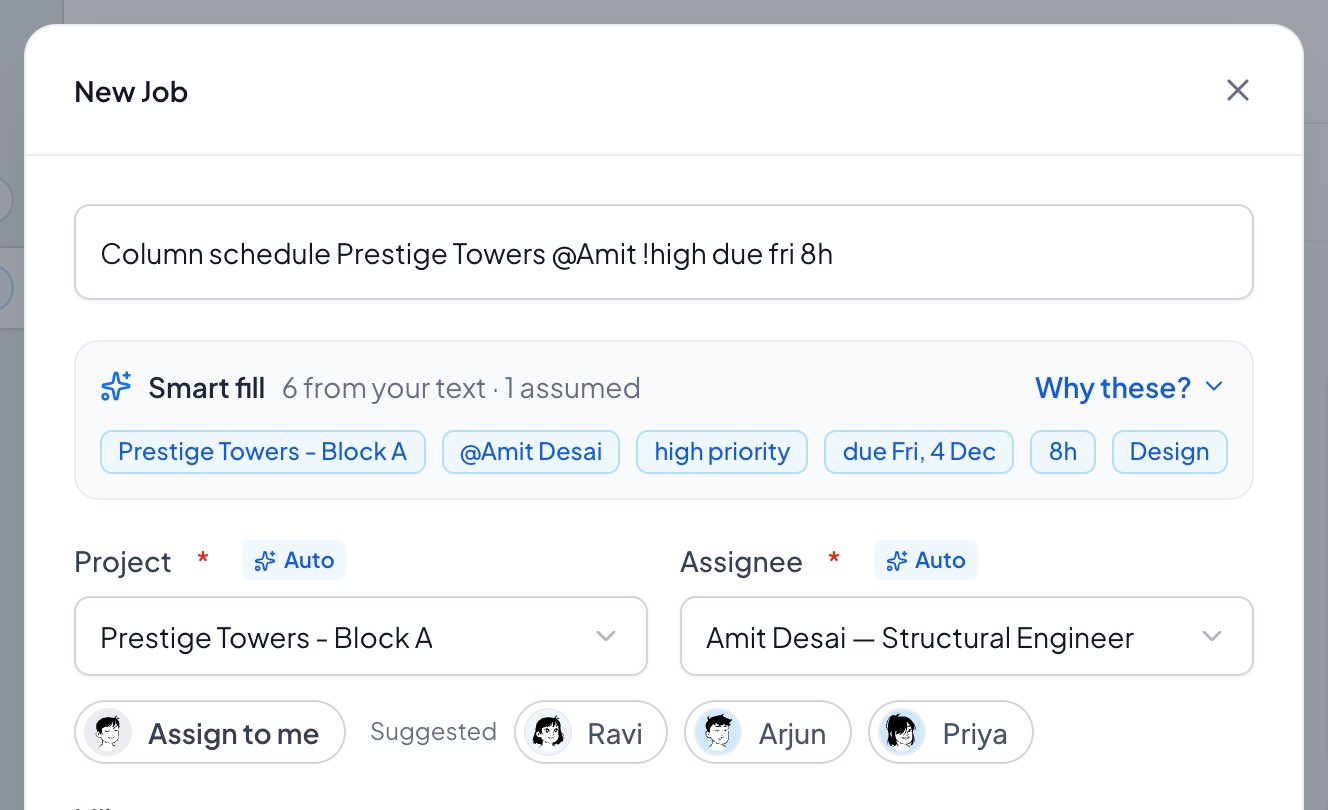 New Job
Column schedule Prestige Towers @Amit !high due fri 8h
Smart fill 6 from your text · 1 assumed Why these?
Prestige Towers - Block A @Amit Desai high priority due Fri, 4 Dec 8h Design
Project * Auto Assignee * Auto
Prestige Towers - Block A Amit Desai — Structural Engineer
Assign to me Suggested Ravi Arjun Priya